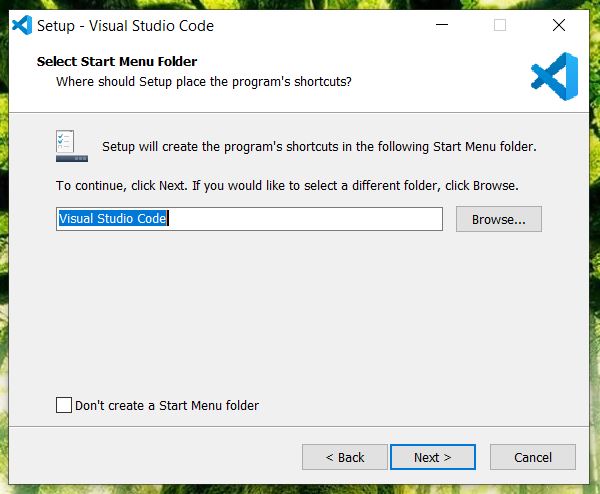 Setup - Visual Studio Code
Select Start Menu Folder
Where should Setup place the program's shortcuts?
Setup will create the program's shortcuts in the following Start Menu folder.
To continue, click Next. If you would like to select a different folder, click Browse.
Visual Studio Code
Browse...
Don't create a Start Menu folder
< Back
Next >
Cancel